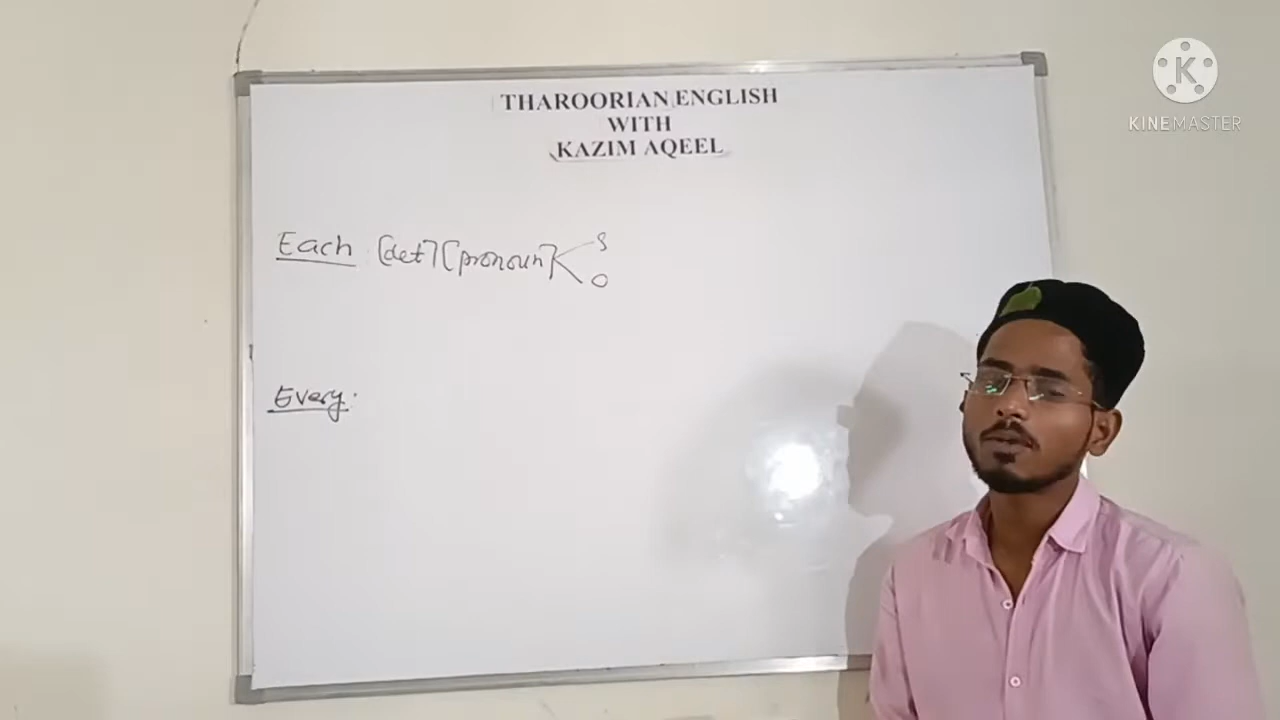 THAROORIAN ENGLISH
WITH
KAZIM AQEEL
K
KINEMASTER
Each [det] [pronoun] S
O
Every: